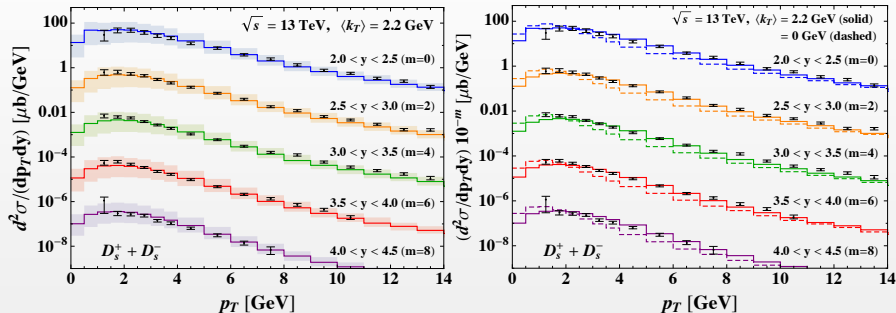 √s = 13 TeV, ⟨k_T⟩ = 2.2 GeV
2.0 < y < 2.5 (m=0)
2.5 < y < 3.0 (m=2)
3.0 < y < 3.5 (m=4)
3.5 < y < 4.0 (m=6)
4.0 < y < 4.5 (m=8)
D_s^+ + D_s^-
d²σ/(dp_T dy) [μb/GeV]
100
1
0.01
10^-4
10^-6
10^-8
0 2 4 6 8 10 12 14
p_T [GeV]
√s = 13 TeV, ⟨k_T⟩ = 2.2 GeV (solid)
= 0 GeV (dashed)
2.0 < y < 2.5 (m=0)
2.5 < y < 3.0 (m=2)
3.0 < y < 3.5 (m=4)
3.5 < y < 4.0 (m=6)
4.0 < y < 4.5 (m=8)
D_s^+ + D_s^-
(d²σ/dp_T dy) 10^-m [μb/GeV]
100
1
0.01
10^-4
10^-6
10^-8
0 2 4 6 8 10 12 14
p_T [GeV]